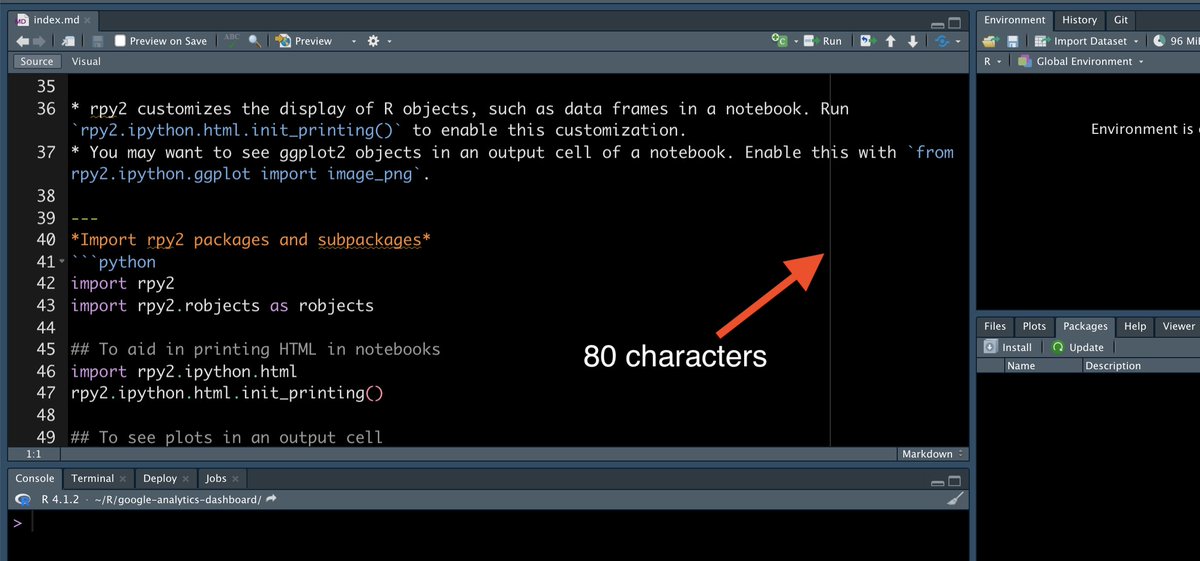 index.md
Preview on Save ABC Preview Run
Source Visual
35
36 * rpy2 customizes the display of R objects, such as data frames in a notebook. Run
`rpy2.ipython.html.init_printing()` to enable this customization.
37 * You may want to see ggplot2 objects in an output cell of a notebook. Enable this with `from
rpy2.ipython.ggplot import image_png`.
38
39 ---
40 *Import rpy2 packages and subpackages*
41 ```python
42 import rpy2
43 import rpy2.robjects as robjects
44
45 ## To aid in printing HTML in notebooks
46 import rpy2.ipython.html
47 rpy2.ipython.html.init_printing()
48
49 ## To see plots in an output cell
80 characters
1:1 Markdown
Console Terminal Deploy Jobs
R 4.1.2 · ~/R/google-analytics-dashboard/
>
Environment History Git
Import Dataset 96
R Global Environment
Environment is
Files Plots Packages Help Viewer
Install Update
Name Description